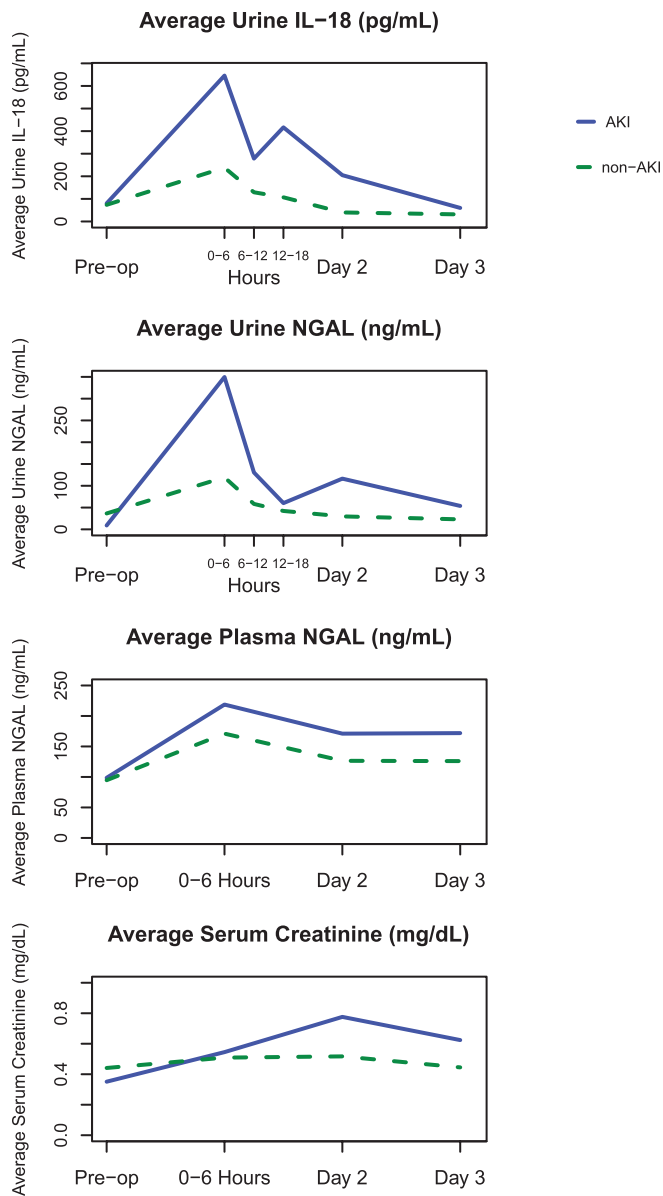 Average Urine IL−18 (pg/mL)
Average Urine IL−18 (pg/mL)
600
400
200
0
AKI
non−AKI
0−6 6−12 12−18
Pre−op Day 2 Day 3
Hours
Average Urine NGAL (ng/mL)
Average Urine NGAL (ng/mL)
250
100
0
0−6 6−12 12−18
Pre−op Day 2 Day 3
Hours
Average Plasma NGAL (ng/mL)
Average Plasma NGAL (ng/mL)
250
150
50
0
Pre−op 0−6 Hours Day 2 Day 3
Average Serum Creatinine (mg/dL)
Average Serum Creatinine (mg/dL)
0.8
0.4
0.0
Pre−op 0−6 Hours Day 2 Day 3